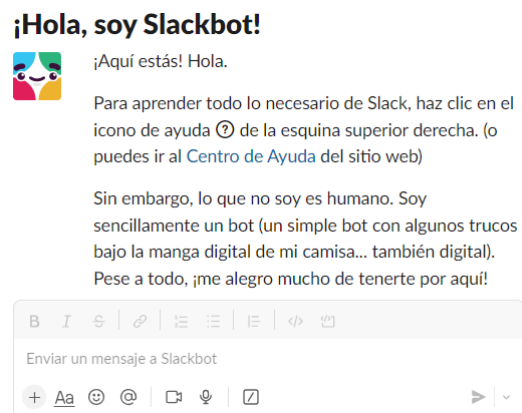 ¡Hola, soy Slackbot!
¡Aquí estás! Hola.
Para aprender todo lo necesario de Slack, haz clic en el
icono de ayuda ? de la esquina superior derecha. (o
puedes ir al Centro de Ayuda del sitio web)
Sin embargo, lo que no soy es humano. Soy
sencillamente un bot (un simple bot con algunos trucos
bajo la manga digital de mi camisa... también digital).
Pese a todo, ¡me alegro mucho de tenerte por aquí!
B I S
Enviar un mensaje a Slackbot
+ Aa @